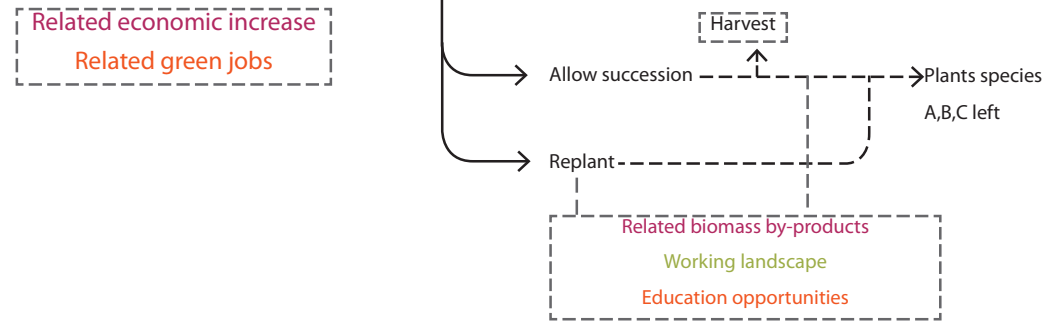 Related economic increase
Related green jobs
Harvest
Allow succession
Plants species
A,B,C left
Replant
Related biomass by-products
Working landscape
Education opportunities